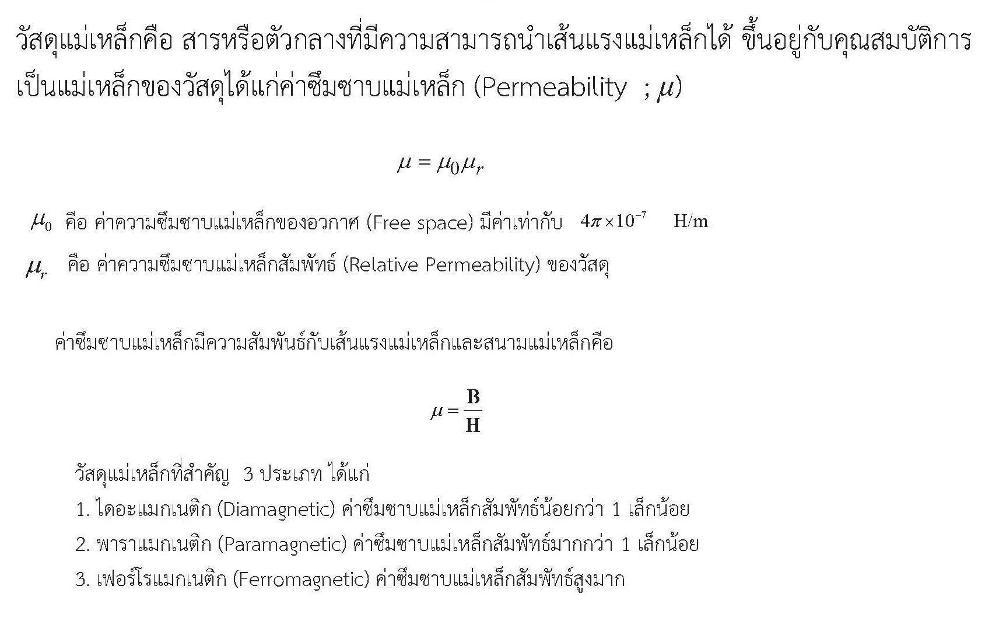 วัสดุแม่เหล็กคือ สารหรือตัวกลางที่มีความสามารถนำเส้นแรงแม่เหล็กได้ ขึ้นอยู่กับคุณสมบัติการ
เป็นแม่เหล็กของวัสดุได้แก่ค่าซึมซาบแม่เหล็ก (Permeability ; μ)
μ = μ₀μᵣ
μ₀ คือ ค่าความซึมซาบแม่เหล็กของอวกาศ (Free space) มีค่าเท่ากับ 4π×10⁻⁷ H/m
μᵣ คือ ค่าความซึมซาบแม่เหล็กสัมพัทธ์ (Relative Permeability) ของวัสดุ
ค่าซึมซาบแม่เหล็กมีความสัมพันธ์กับเส้นแรงแม่เหล็กและสนามแม่เหล็กคือ
μ = B/H
วัสดุแม่เหล็กที่สำคัญ 3 ประเภท ได้แก่
1. ไดอะแมกเนติก (Diamagnetic) ค่าซึมซาบแม่เหล็กสัมพัทธ์น้อยกว่า 1 เล็กน้อย
2. พาราแมกเนติก (Paramagnetic) ค่าซึมซาบแม่เหล็กสัมพัทธ์มากกว่า 1 เล็กน้อย
3. เฟอร์โรแมกเนติก (Ferromagnetic) ค่าซึมซาบแม่เหล็กสัมพัทธ์สูงมาก